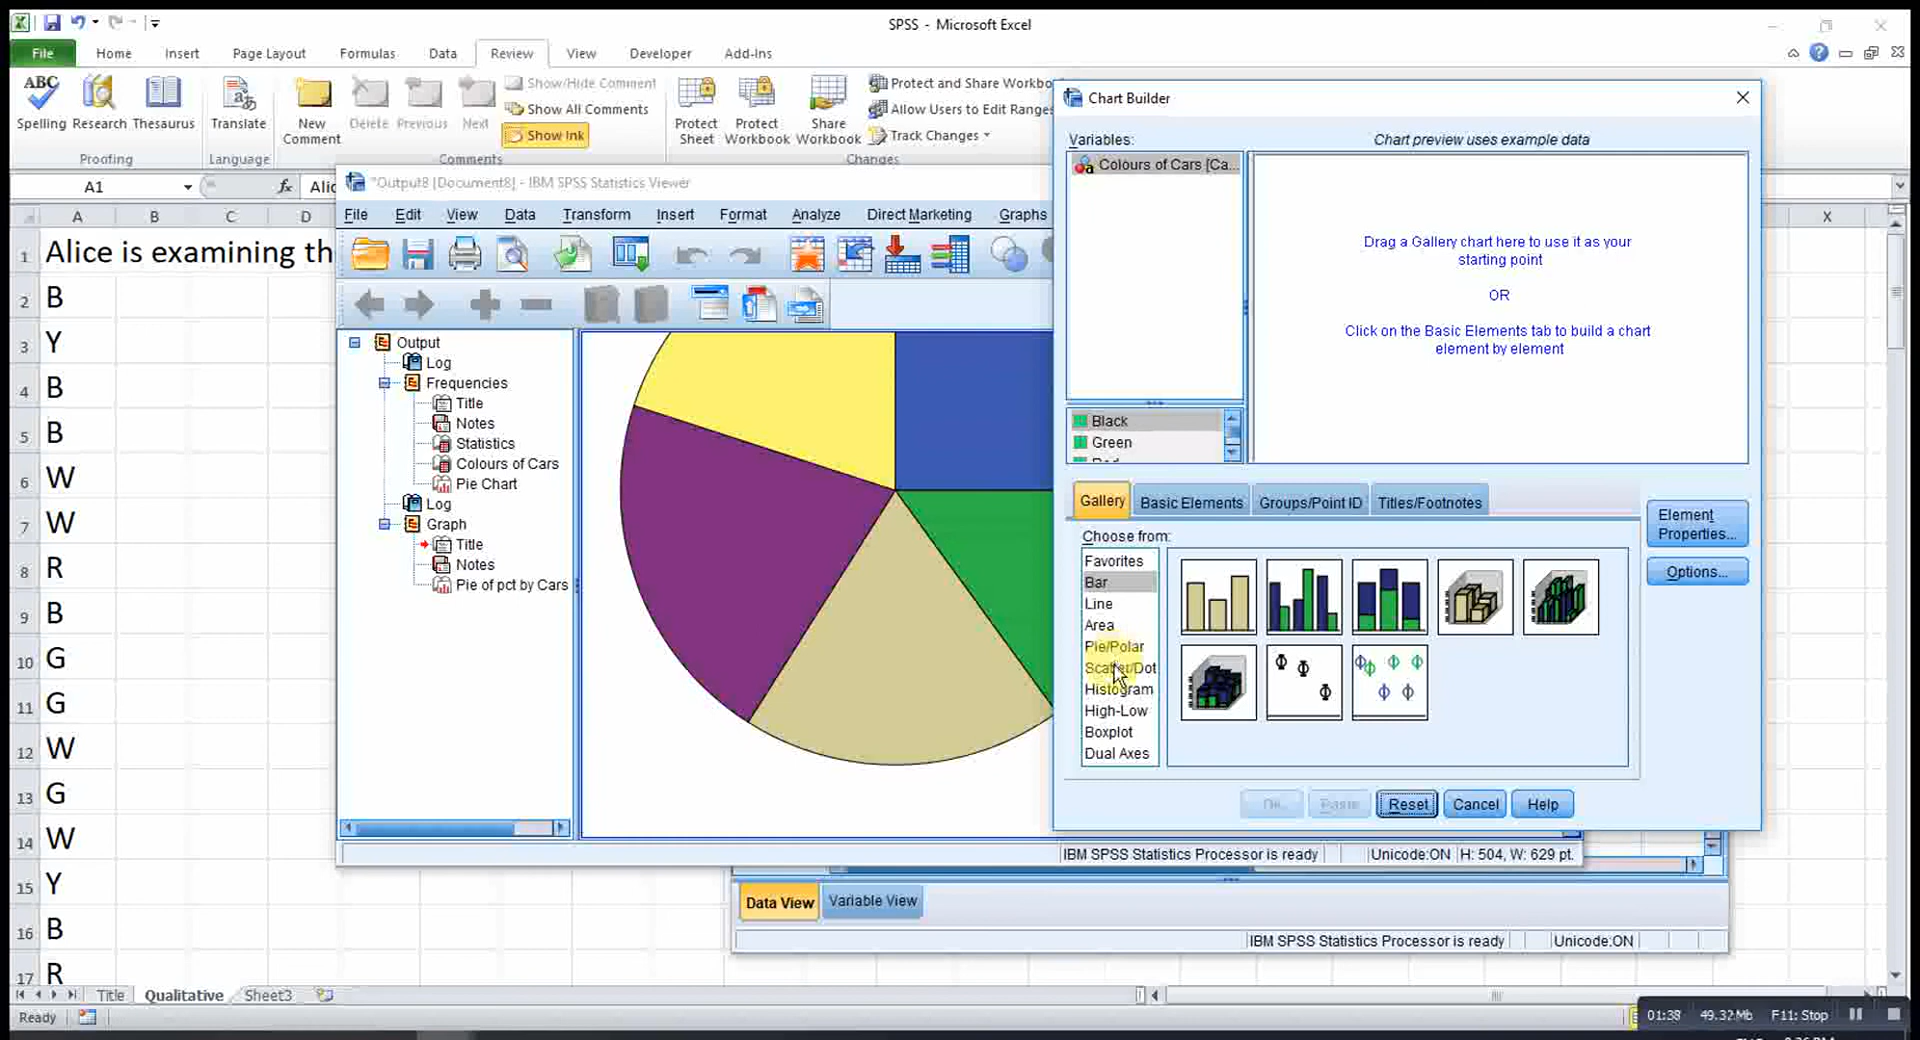 SPSS - Microsoft Excel
File Home Insert Page Layout Formulas Data Review View Developer Add-Ins
ABC
Spelling Research Thesaurus
Translate
New Comment
Delete Previous Next
Show/Hide Comment
Show All Comments
Show Ink
Protect Sheet
Protect Workbook
Share Workbook
Protect and Share Workbo
Allow Users to Edit Ranges
Track Changes
Proofing Language Comments Changes
A1
fx
Alic
A B C D X
1 Alice is examining th
2 B
3 Y
4 B
5 B
6 W
7 W
8 R
9 B
10 G
11 G
12 W
13 G
14 W
15 Y
16 B
17 R
Title Qualitative Sheet3
Ready
*Output8 [Document8] - IBM SPSS Statistics Viewer
File Edit View Data Transform Insert Format Analyze Direct Marketing Graphs
Output
Log
Frequencies
Title
Notes
Statistics
Colours of Cars
Pie Chart
Log
Graph
Title
Notes
Pie of pct by Cars
IBM SPSS Statistics Processor is ready Unicode:ON H: 504, W: 629 pt.
Data View Variable View
IBM SPSS Statistics Processor is ready Unicode:ON
Chart Builder
Variables:
Colours of Cars [Ca...
Chart preview uses example data
Drag a Gallery chart here to use it as your
starting point
OR
Click on the Basic Elements tab to build a chart
element by element
Black
Green
Gallery Basic Elements Groups/Point ID Titles/Footnotes
Element
Properties...
Options...
Choose from:
Favorites
Bar
Line
Area
Pie/Polar
Scatter/Dot
Histogram
High-Low
Boxplot
Dual Axes
OK Paste Reset Cancel Help
01:38 49.32Mb F11: Stop